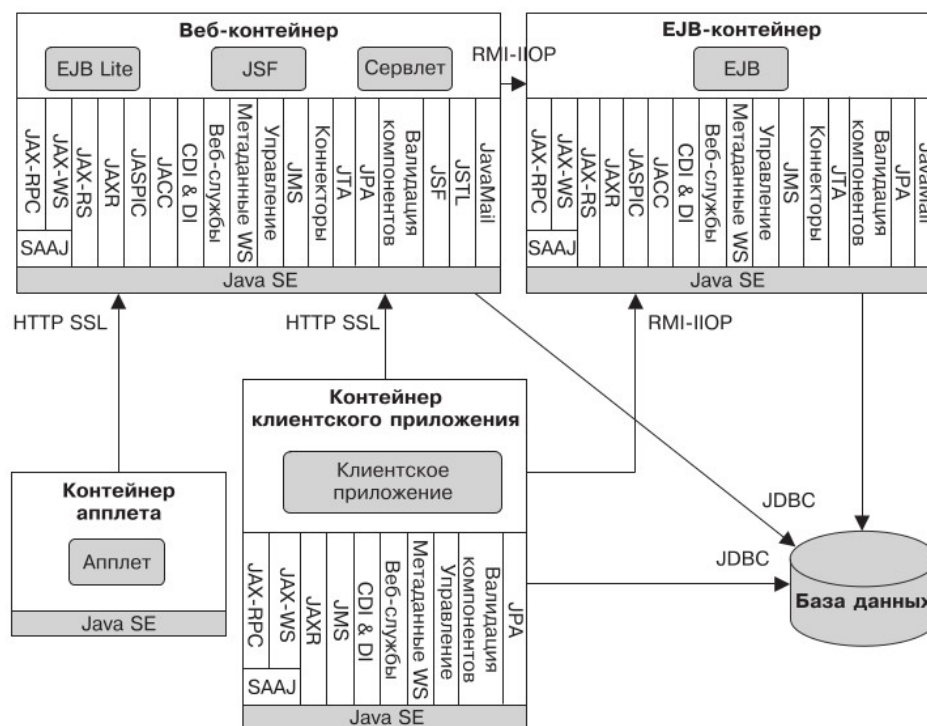 Веб-контейнер
EJB Lite
JSF
Сервлет
RMI-IIOP
EJB-контейнер
EJB
JAX-RPC
JAX-WS
SAAJ
JAX-RS
JAXR
JASPIC
JACC
CDI & DI
Веб-службы
Метаданные WS
Управление
JMS
Коннекторы
JTA
JPA
Валидация
компонентов
JSF
JSTL
JavaMail
Java SE
JAX-RPC
JAX-WS
SAAJ
JAX-RS
JAXR
JASPIC
JACC
CDI & DI
Веб-службы
Метаданные WS
Управление
JMS
Коннекторы
JTA
Валидация
компонентов
JPA
JavaMail
Java SE
HTTP SSL
HTTP SSL
RMI-IIOP
Контейнер
клиентского приложения
Клиентское
приложение
JAX-RPC
JAX-WS
SAAJ
JAXR
JMS
CDI & DI
Веб-службы
Метаданные WS
Управление
Валидация
компонентов
JPA
Java SE
Контейнер
апплета
Апплет
Java SE
JDBC
JDBC
База данных